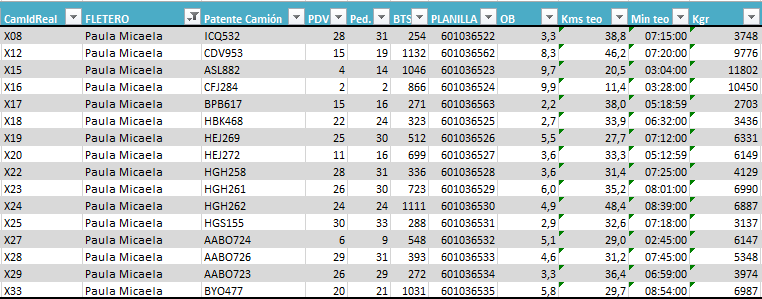 CamIdReal FLETERO Patente Camión PDV Ped. BTS PLANILLA OB Kms teo Min teo Kgr
X08 Paula Micaela ICQ532 28 31 254 601036522 3,3 38,8 07:15:00 3748
X12 Paula Micaela CDV953 15 19 1132 601036562 8,3 46,2 07:20:00 9776
X15 Paula Micaela ASL882 4 14 1046 601036523 9,7 20,5 03:04:00 11802
X16 Paula Micaela CFJ284 2 2 866 601036524 9,9 11,4 03:28:00 10450
X17 Paula Micaela BPB617 15 16 271 601036563 2,2 38,0 05:18:59 2703
X18 Paula Micaela HBK468 22 24 323 601036525 2,7 33,9 06:32:00 3436
X19 Paula Micaela HEJ269 25 30 512 601036526 5,5 27,7 07:12:00 6331
X20 Paula Micaela HEJ272 11 16 699 601036527 3,6 33,3 05:12:59 6149
X22 Paula Micaela HGH258 28 31 336 601036528 3,6 31,4 07:25:00 4129
X23 Paula Micaela HGH261 26 30 723 601036529 6,0 35,2 08:01:00 6990
X24 Paula Micaela HGH262 24 24 1111 601036530 4,9 48,4 08:39:00 6887
X25 Paula Micaela HGS155 30 33 288 601036531 2,9 32,6 07:18:00 3137
X27 Paula Micaela AABO724 6 9 548 601036532 5,1 29,0 02:45:00 6147
X28 Paula Micaela AABO726 29 31 393 601036533 4,6 31,2 07:45:00 5348
X29 Paula Micaela AABO723 26 29 272 601036534 3,3 36,4 06:59:00 3974
X33 Paula Micaela BYO477 20 21 1031 601036535 5,8 29,7 08:54:00 6987